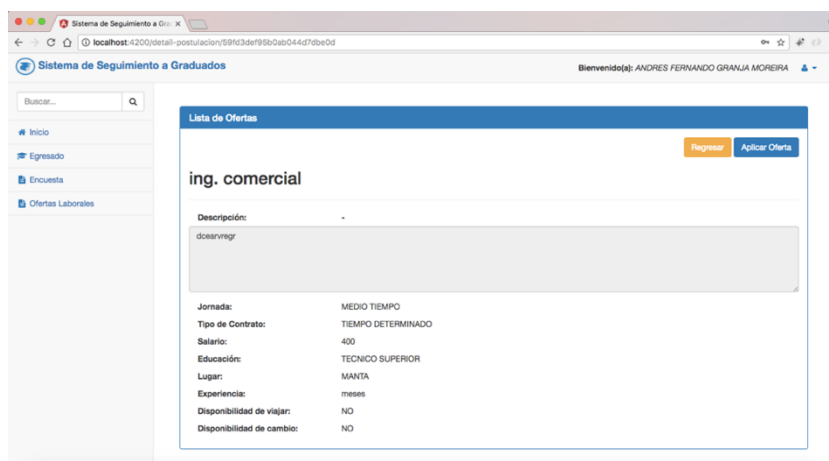 Sistema de Seguimiento a Gra
localhost:4200/detail-postulacion/59fd3def95b0ab044d7dbe0d
Sistema de Seguimiento a Graduados
Bienvenido(a): ANDRES FERNANDO GRANJA MOREIRA
Buscar...
Inicio
Egresado
Encuesta
Ofertas Laborales
Lista de Ofertas
Regresar Aplicar Oferta
ing. comercial
Descripción: -
dcearvregr
Jornada: MEDIO TIEMPO
Tipo de Contrato: TIEMPO DETERMINADO
Salario: 400
Educación: TECNICO SUPERIOR
Lugar: MANTA
Experiencia: meses
Disponibilidad de viajar: NO
Disponibilidad de cambio: NO